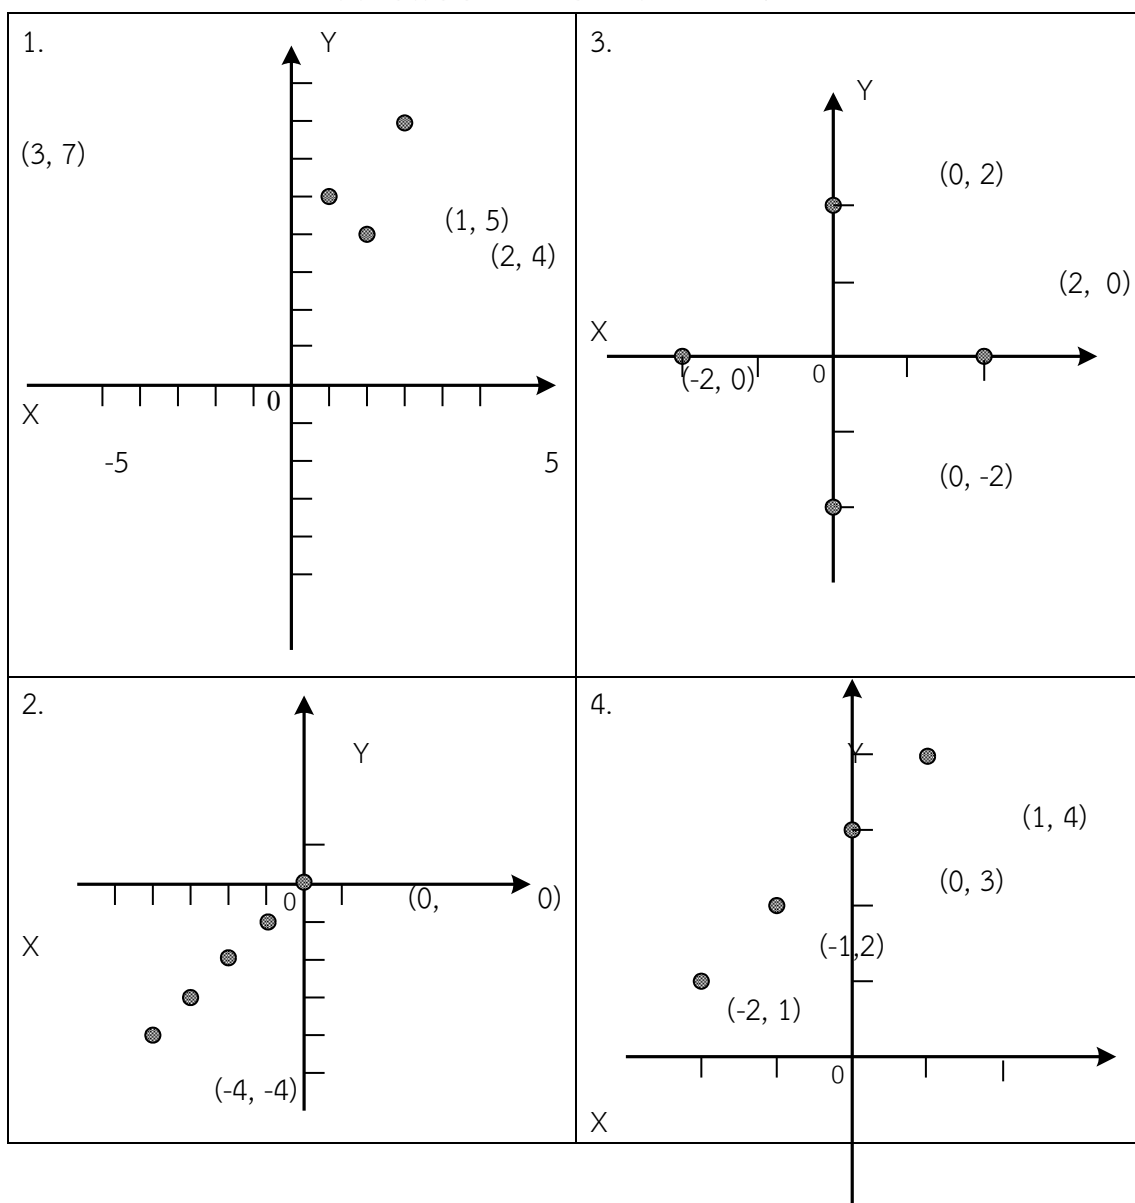 1.
Y
(3, 7)
(1, 5)
(2, 4)
0
X
-5 5
3.
Y
(0, 2)
(2, 0)
X
(-2, 0) 0
(0, -2)
2.
Y
0 (0, 0)
X
(-4, -4)
4.
Y
(1, 4)
(0, 3)
(-1,2)
(-2, 1)
0
X